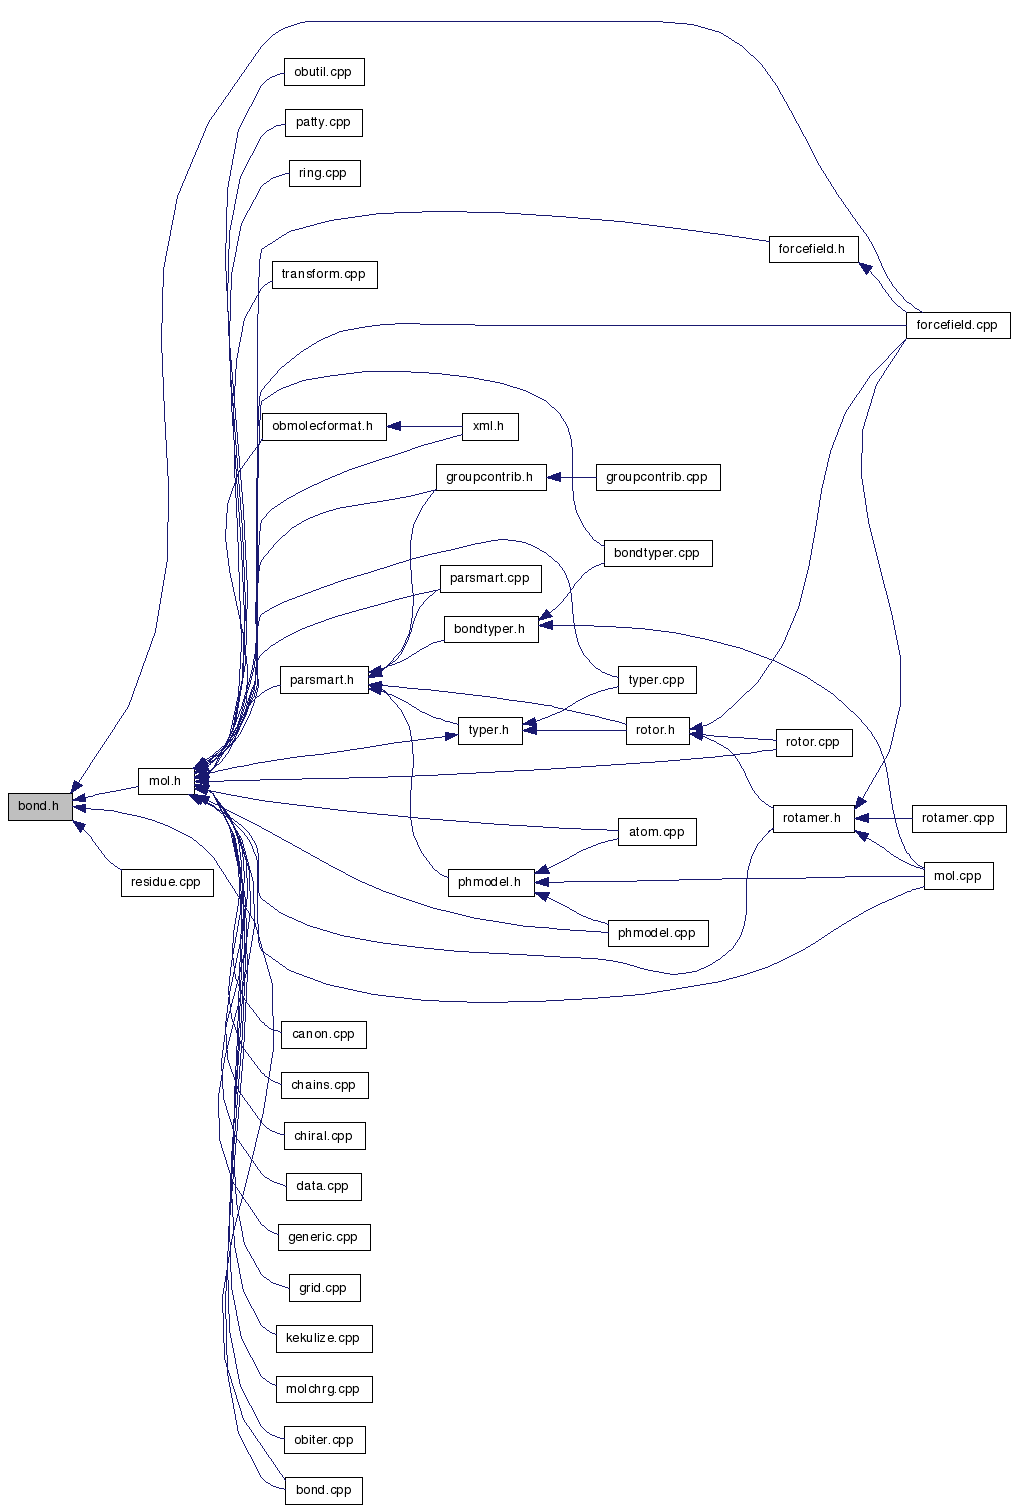 obutil.cpp
patty.cpp
ring.cpp
forcefield.h
transform.cpp
forcefield.cpp
obmolecformat.h
xml.h
groupcontrib.h
groupcontrib.cpp
bondtyper.cpp
parsmart.cpp
bondtyper.h
parsmart.h
typer.cpp
typer.h
rotor.h
rotor.cpp
mol.h
bond.h
rotamer.h
rotamer.cpp
atom.cpp
residue.cpp
phmodel.h
mol.cpp
phmodel.cpp
canon.cpp
chains.cpp
chiral.cpp
data.cpp
generic.cpp
grid.cpp
kekulize.cpp
molchrg.cpp
obiter.cpp
bond.cpp